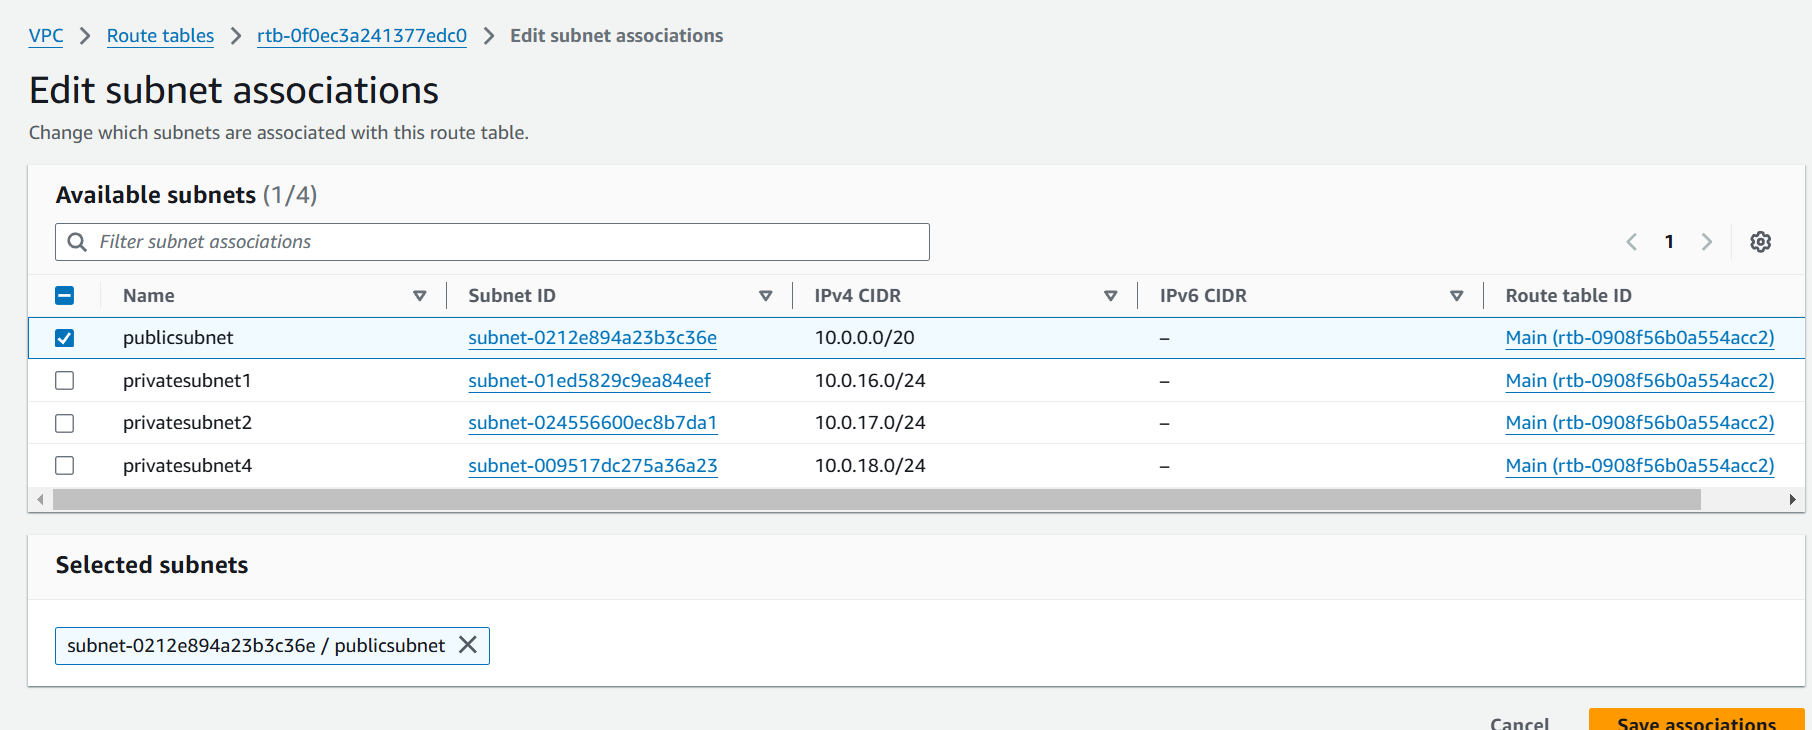 VPC > Route tables > rtb-0f0ec3a241377edc0 > Edit subnet associations
Edit subnet associations
Change which subnets are associated with this route table.
Available subnets (1/4)
Filter subnet associations
1
Name Subnet ID IPv4 CIDR IPv6 CIDR Route table ID
publicsubnet subnet-0212e894a23b3c36e 10.0.0.0/20 – Main (rtb-0908f56b0a554acc2)
privatesubnet1 subnet-01ed5829c9ea84eef 10.0.16.0/24 – Main (rtb-0908f56b0a554acc2)
privatesubnet2 subnet-024556600ec8b7da1 10.0.17.0/24 – Main (rtb-0908f56b0a554acc2)
privatesubnet4 subnet-009517dc275a36a23 10.0.18.0/24 – Main (rtb-0908f56b0a554acc2)
Selected subnets
subnet-0212e894a23b3c36e / publicsubnet
Cancel Save associations